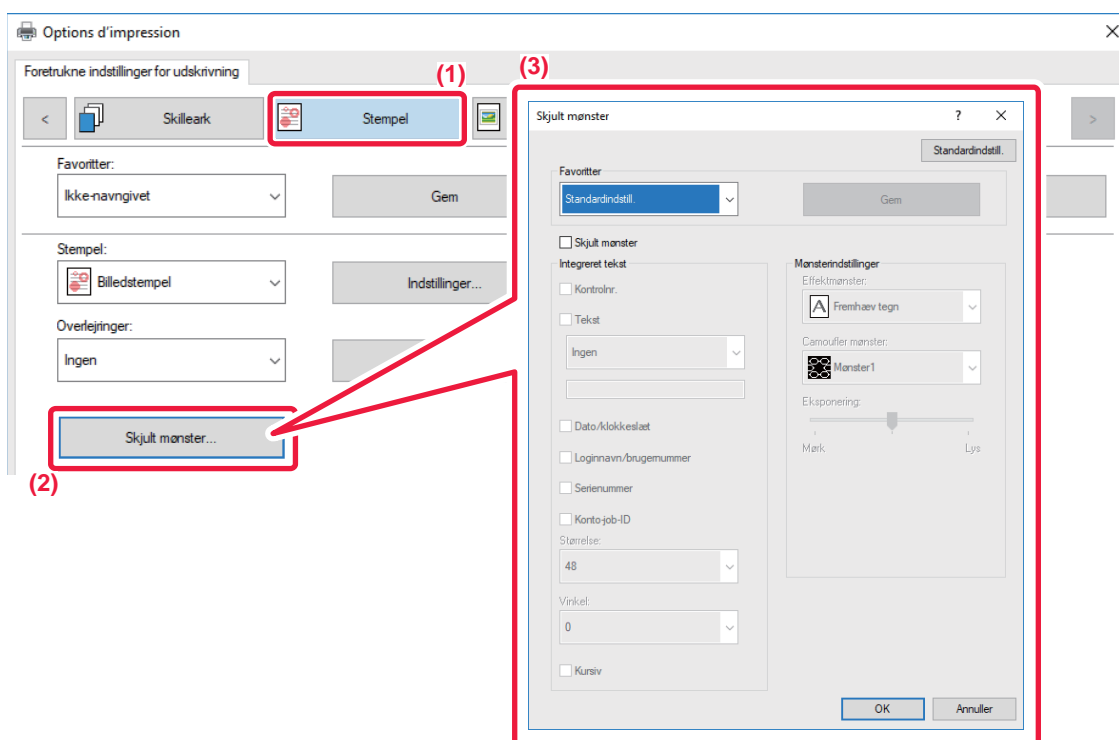 Options d'impression
Foretrukne indstillinger for udskrivning
(1)
(3)
<
Skilleark
Stempel
>
Favoritter:
Ikke-navngivet
Gem
Stempel:
Billedstempel
Indstillinger...
Overlejringer:
Ingen
Skjult mønster...
(2)
Skjult mønster
?
Standardindstill.
Favoritter
Standardindstill.
Gem
Skjult mønster
Integreret tekst
Kontrolnr.
Tekst
Ingen
Dato/klokkeslæt
Loginnavn/brugernummer
Serienummer
Konto-job-ID
Størrelse:
48
Vinkel:
0
Kursiv
Mønsterindstillinger
Effektmønster:
A Fremhæv tegn
Camoufler mønster:
Mønster1
Eksponering:
Mørk Lys
OK Annuller